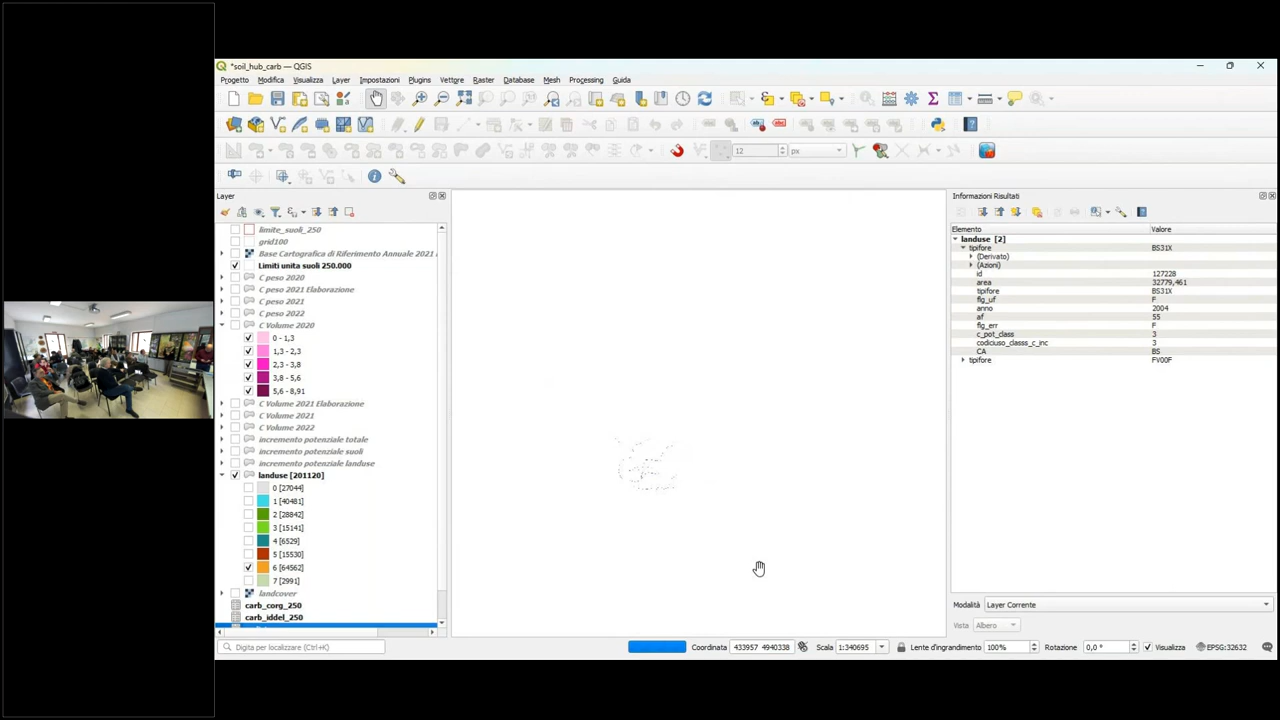 *soil_hub_carb — QGIS
Progetto Modifica Visualizza Layer Impostazioni Plugins Vettore Raster Database Mesh Processing Guida
12 px
Layer
limite_suoli_250
grid100
Base Cartografica di Riferimento Annuale 2021
Limiti unita suoli 250.000
C peso 2020
C peso 2021 Elaborazione
C peso 2021
C peso 2022
C Volume 2020
0 - 1,3
1,3 - 2,3
2,3 - 3,8
3,8 - 5,6
5,6 - 8,91
C Volume 2021 Elaborazione
C Volume 2021
C Volume 2022
incremento potenziale totale
incremento potenziale suoli
incremento potenziale landuse
landuse [201120]
0 [27044]
1 [40481]
2 [28842]
3 [15141]
4 [6529]
5 [15530]
6 [64562]
7 [2991]
landcover
carb_corg_250
carb_iddel_250
Informazioni Risultati
Elemento Valore
landuse [2]
tipifore BS31X
(Derivato)
(Azioni)
id 127228
area 32779,461
tipifore BS31X
flg_uf F
anno 2004
af 55
flg_err F
c_pot_class 3
codiciuso_classs_c_inc 3
CA BS
tipifore FV00F
Modalità Layer Corrente
Vista Albero
Digita per localizzare (Ctrl+K) Coordinata 433957 4940338 Scala 1:340695 Lente d'ingrandimento 100% Rotazione 0,0 ° Visualizza EPSG:32632